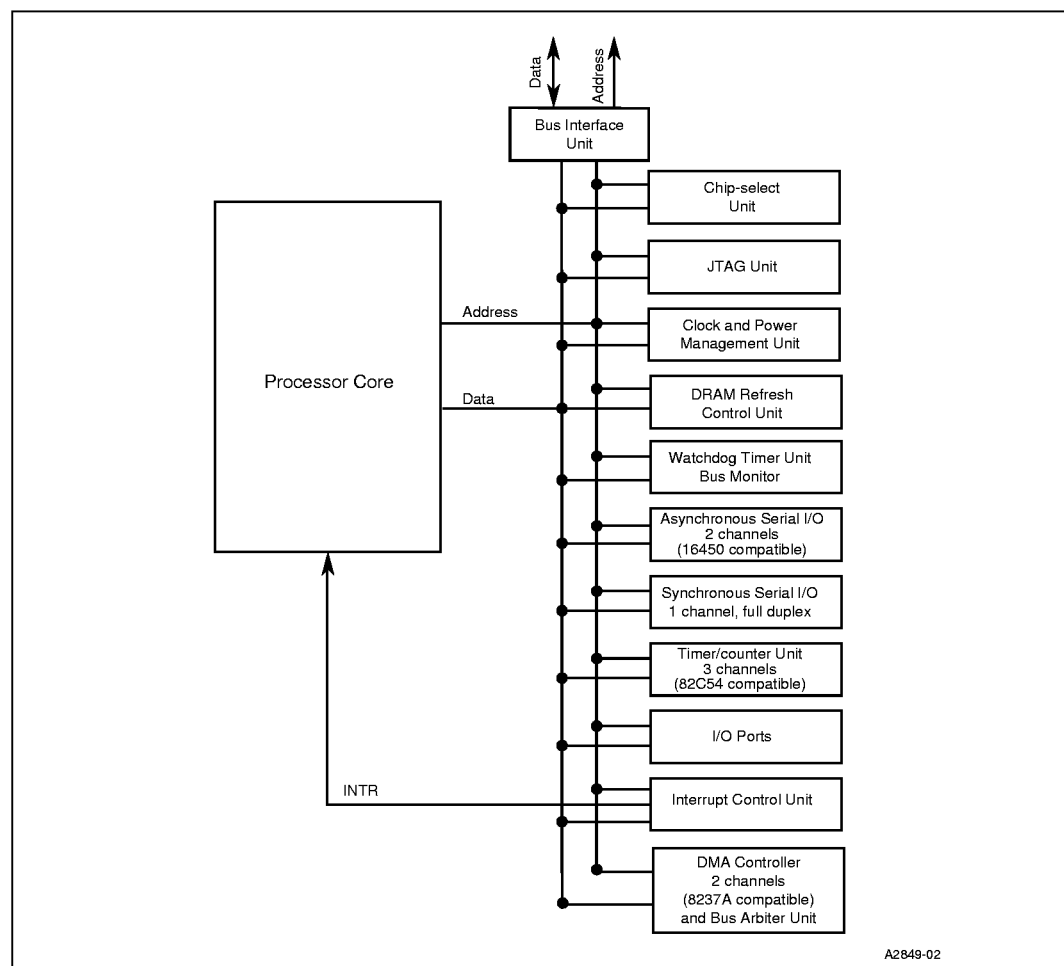 Data
Address
Bus Interface
Unit
Chip-select
Unit
JTAG Unit
Address
Clock and Power
Management Unit
Processor Core
Data
DRAM Refresh
Control Unit
Watchdog Timer Unit
Bus Monitor
Asynchronous Serial I/O
2 channels
(16450 compatible)
Synchronous Serial I/O
1 channel, full duplex
Timer/counter Unit
3 channels
(82C54 compatible)
I/O Ports
INTR
Interrupt Control Unit
DMA Controller
2 channels
(8237A compatible)
and Bus Arbiter Unit
A2849-02